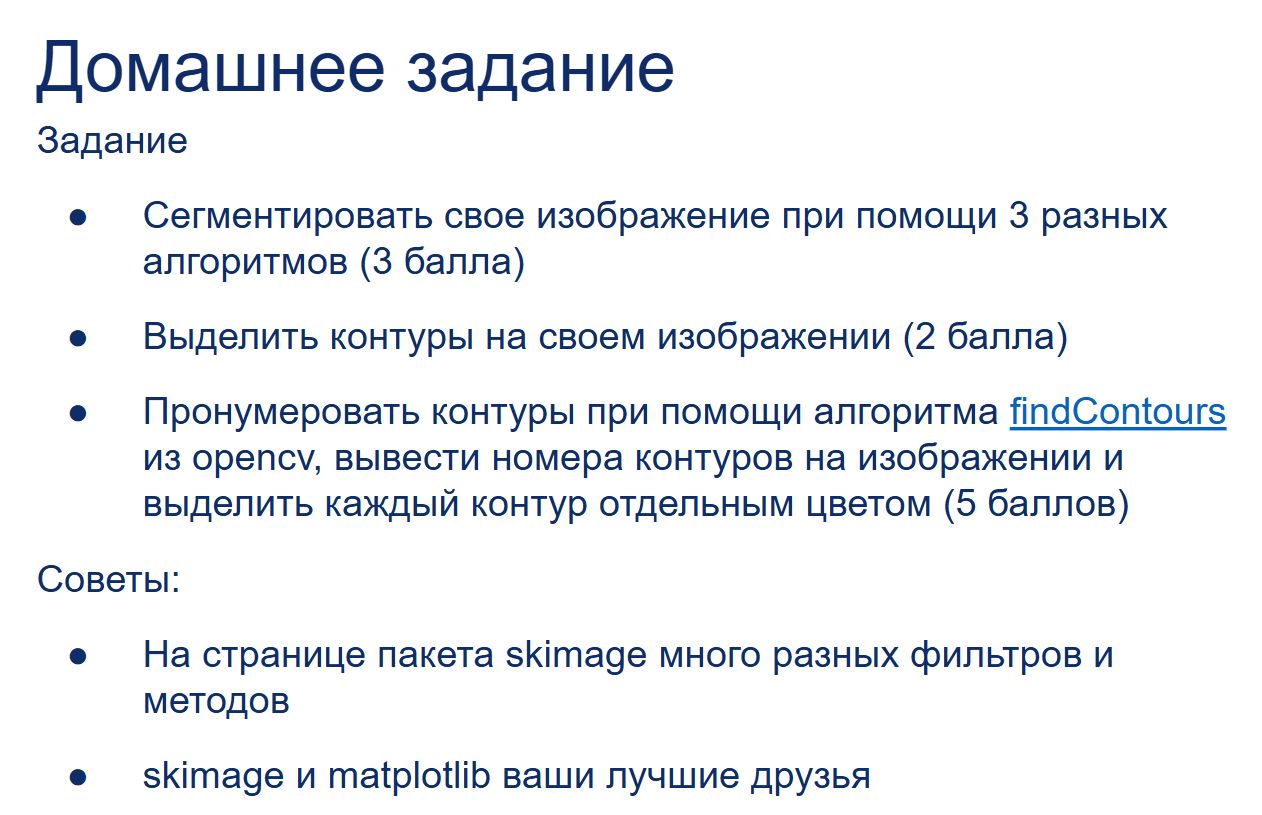 Домашнее задание
Задание
● Сегментировать свое изображение при помощи 3 разных
алгоритмов (3 балла)
● Выделить контуры на своем изображении (2 балла)
● Пронумеровать контуры при помощи алгоритма findContours
из opencv, вывести номера контуров на изображении и
выделить каждый контур отдельным цветом (5 баллов)
Советы:
● На странице пакета skimage много разных фильтров и
методов
● skimage и matplotlib ваши лучшие друзья